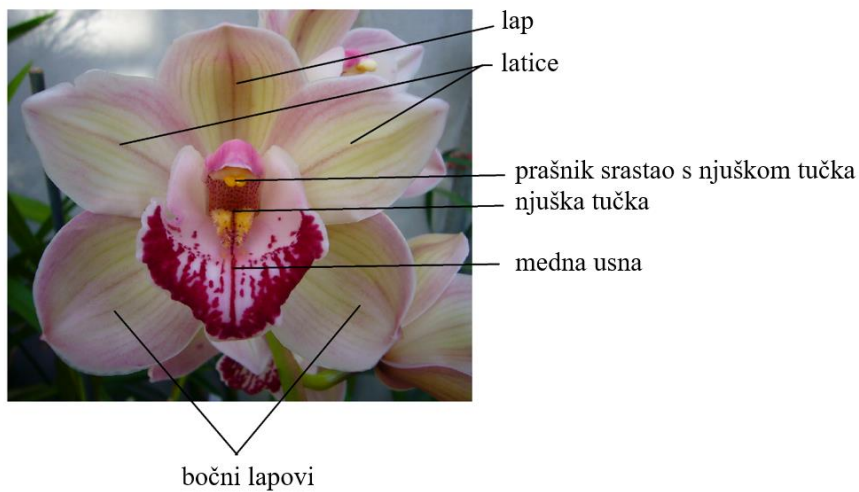 lap
latice
prašnik srastao s njuškom tučka
njuška tučka
medna usna
bočni lapovi